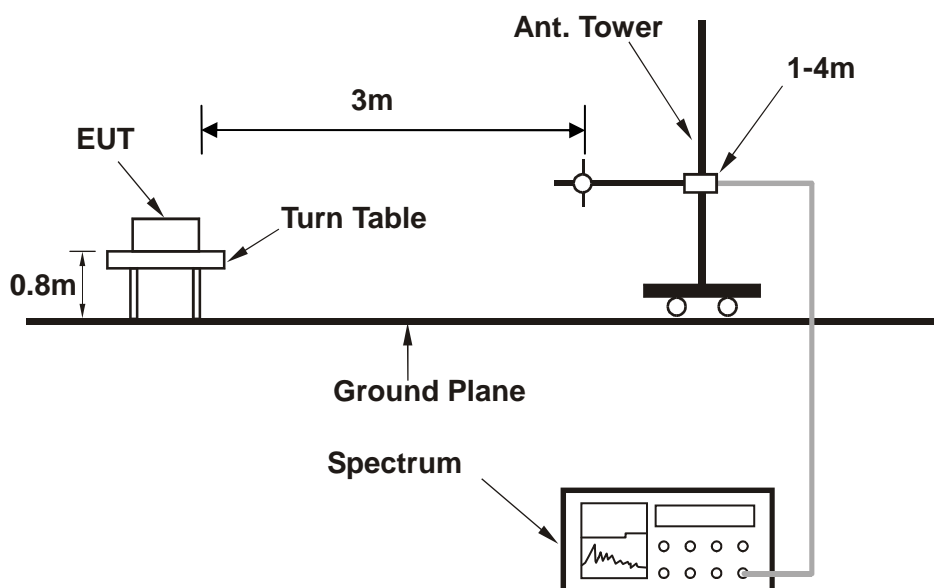 Ant. Tower
1-4m
3m
EUT
Turn Table
0.8m
Ground Plane
Spectrum